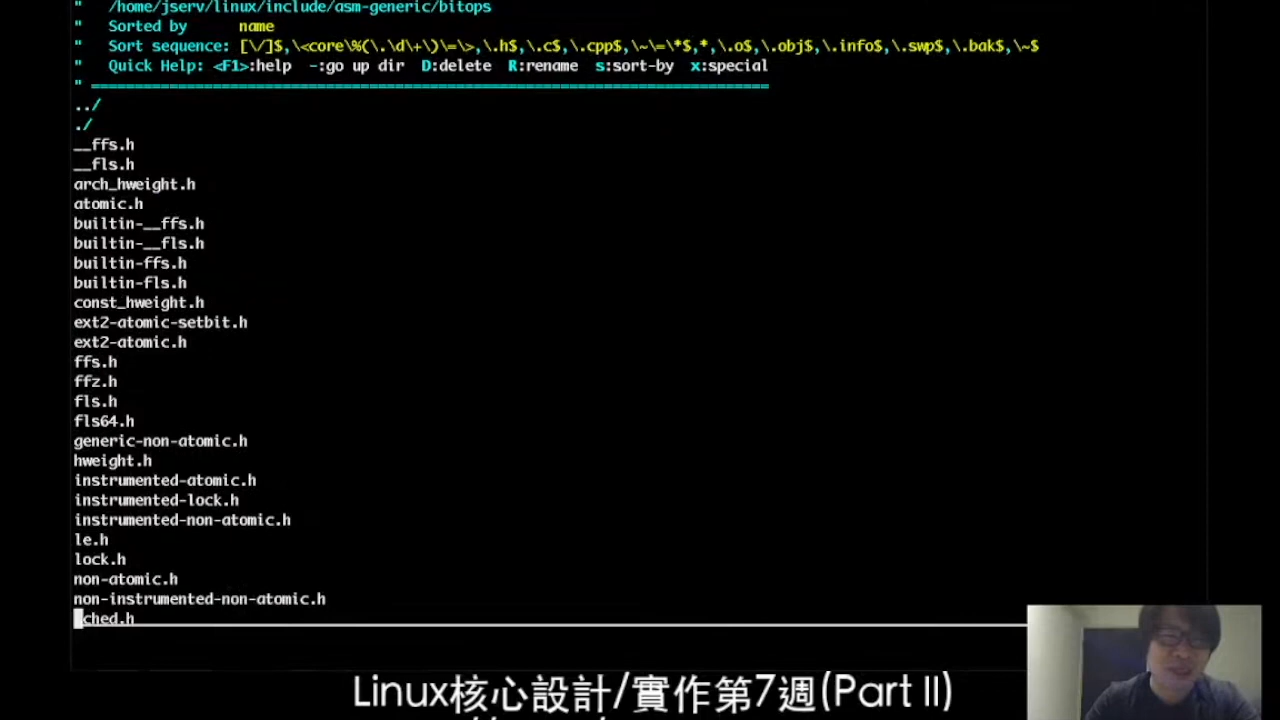 "   /home/jserv/linux/include/asm-generic/bitops
"   Sorted by      name
"   Sort sequence: [\/]$,\<core\%(\.\d\+\)\=\>,\.h$,\.c$,\.cpp$,\~\=\*$,*,\.o$,\.obj$,\.info$,\.swp$,\.bak$,\~$
"   Quick Help: <F1>:help  -:go up dir  D:delete  R:rename  s:sort-by  x:special
" ==============================================================================
../
./
__ffs.h
__fls.h
arch_hweight.h
atomic.h
builtin-__ffs.h
builtin-__fls.h
builtin-ffs.h
builtin-fls.h
const_hweight.h
ext2-atomic-setbit.h
ext2-atomic.h
ffs.h
ffz.h
fls.h
fls64.h
generic-non-atomic.h
hweight.h
instrumented-atomic.h
instrumented-lock.h
instrumented-non-atomic.h
le.h
lock.h
non-atomic.h
non-instrumented-non-atomic.h
ched.h
Linux核心設計/實作第7週(Part II)